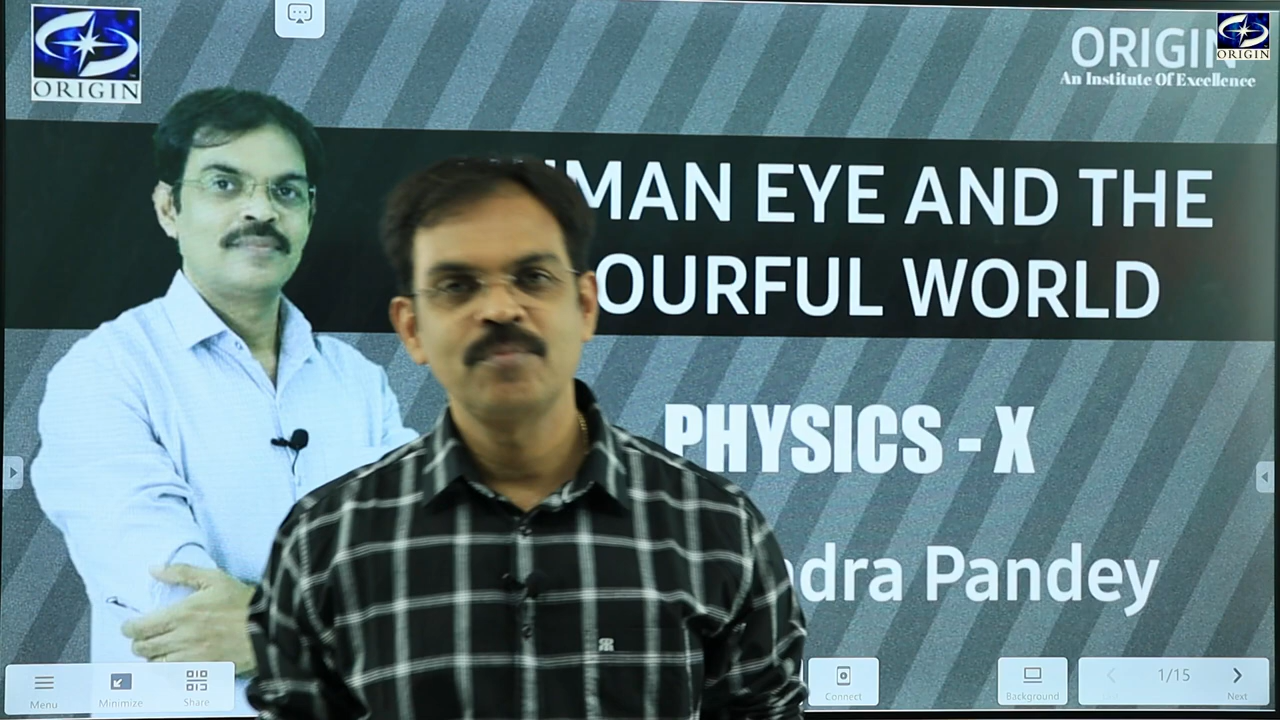 ORIGIN
ORIGIN
An Institute Of Excellence
ORIGIN
MAN EYE AND THE
OURFUL WORLD
PHYSICS - X
ndra Pandey
Menu
Minimize
Share
Connect
Background
1/15
Next